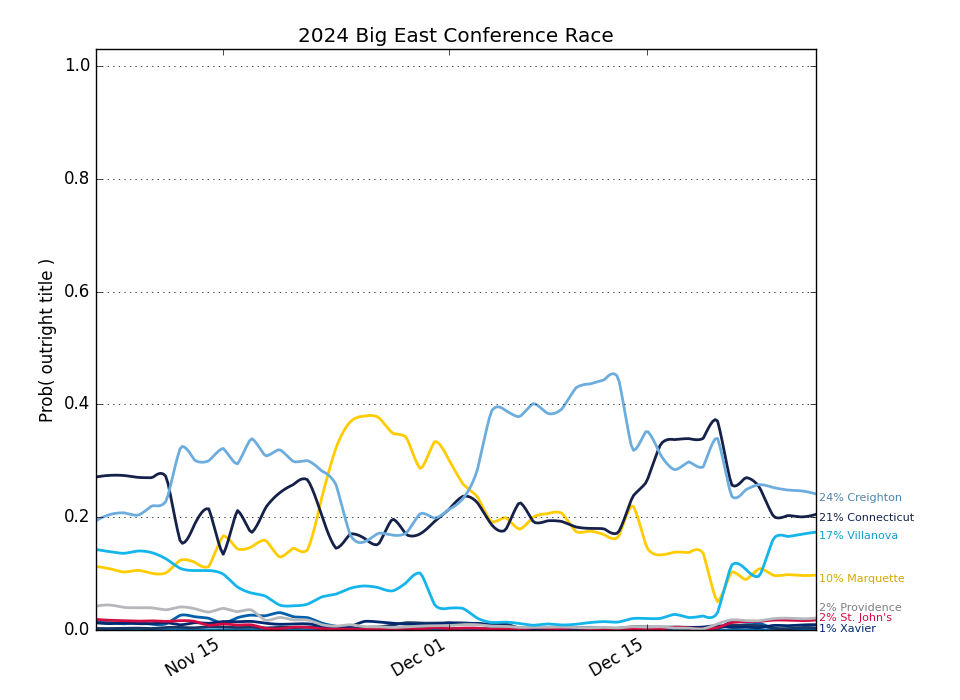 2024 Big East Conference Race
Prob( outright title )
1.0
0.8
0.6
0.4
0.2
0.0
Nov 15
Dec 01
Dec 15
24% Creighton
21% Connecticut
17% Villanova
10% Marquette
2% Providence
2% St. John's
1% Xavier